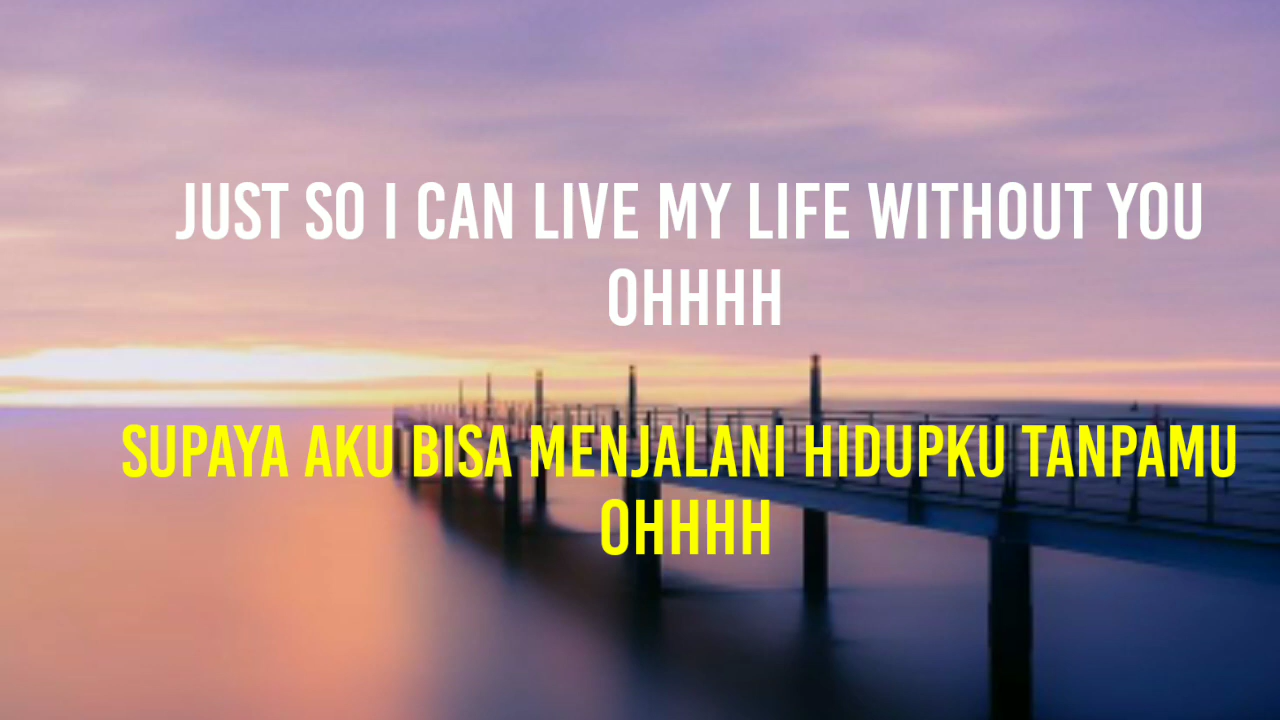 JUST SO I CAN LIVE MY LIFE WITHOUT YOU
OHHHH
SUPAYA AKU BISA MENJALANI HIDUPKU TANPAMU
OHHHH